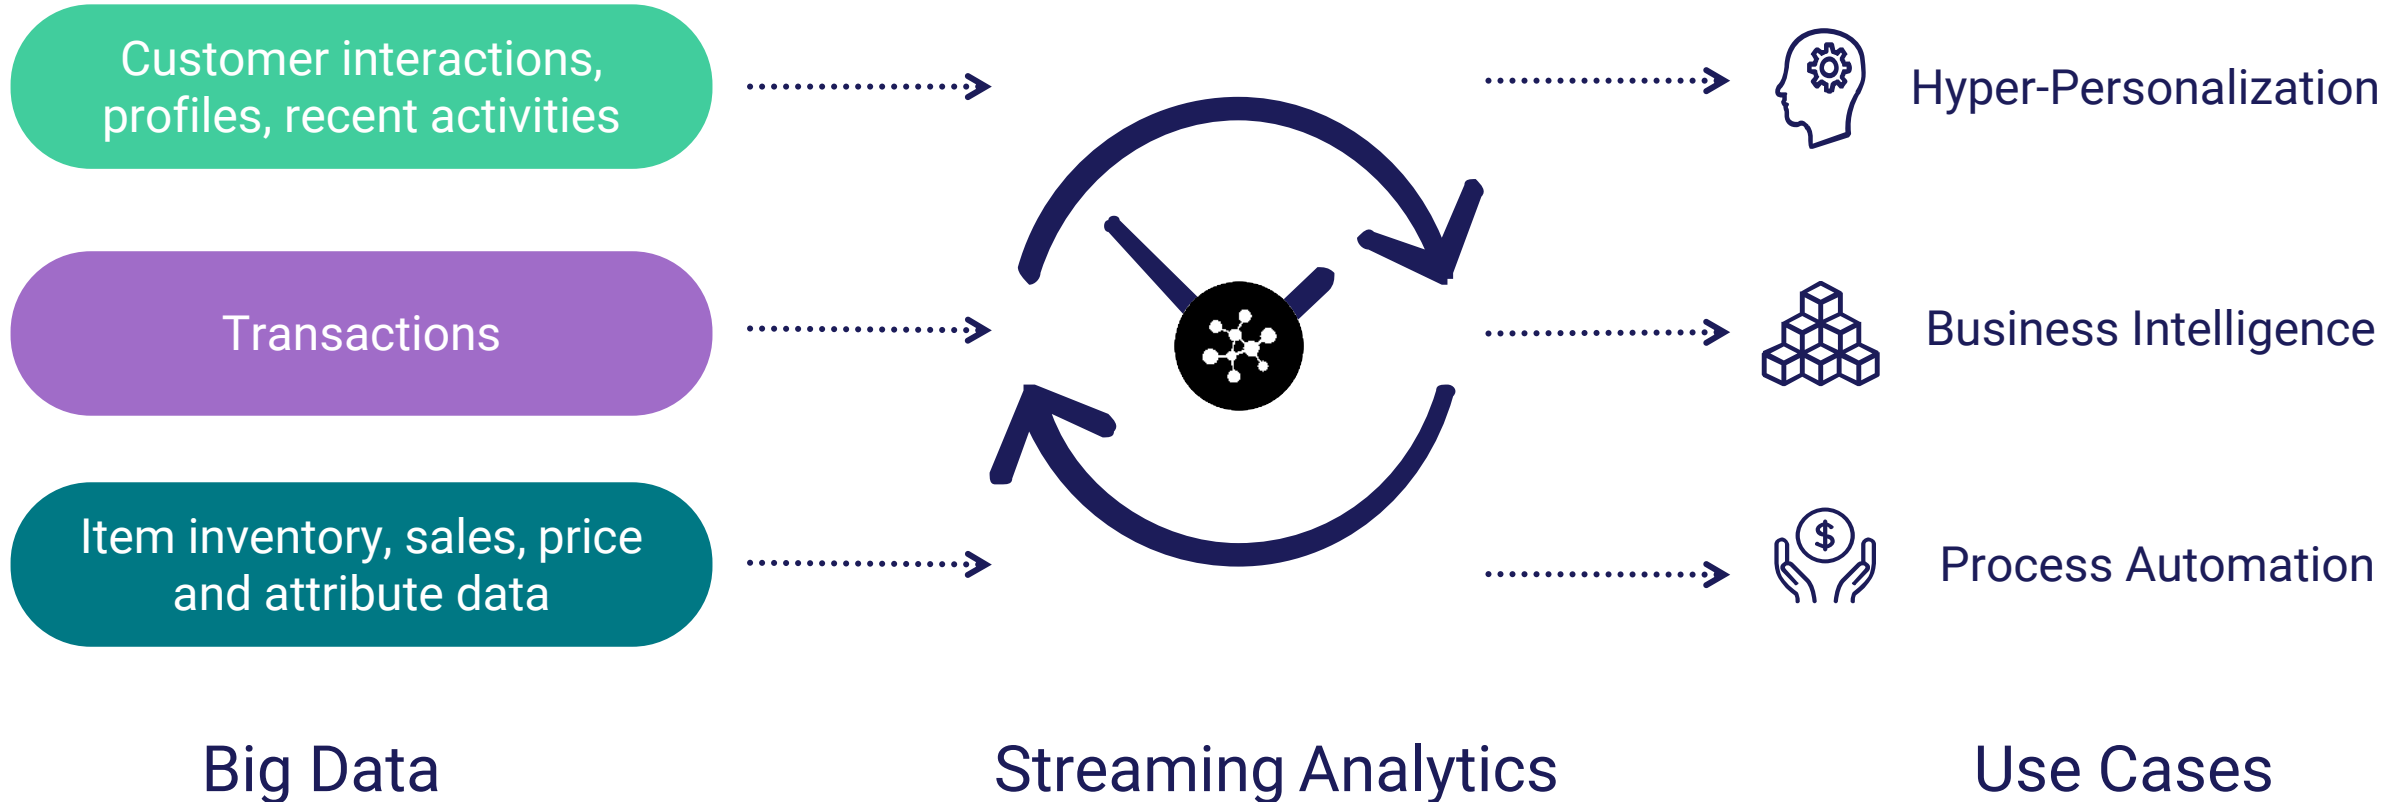 Customer interactions,
profiles, recent activities
Transactions
Item inventory, sales, price
and attribute data
$
Hyper-Personalization
Business Intelligence
Process Automation
Big Data
Streaming Analytics
Use Cases